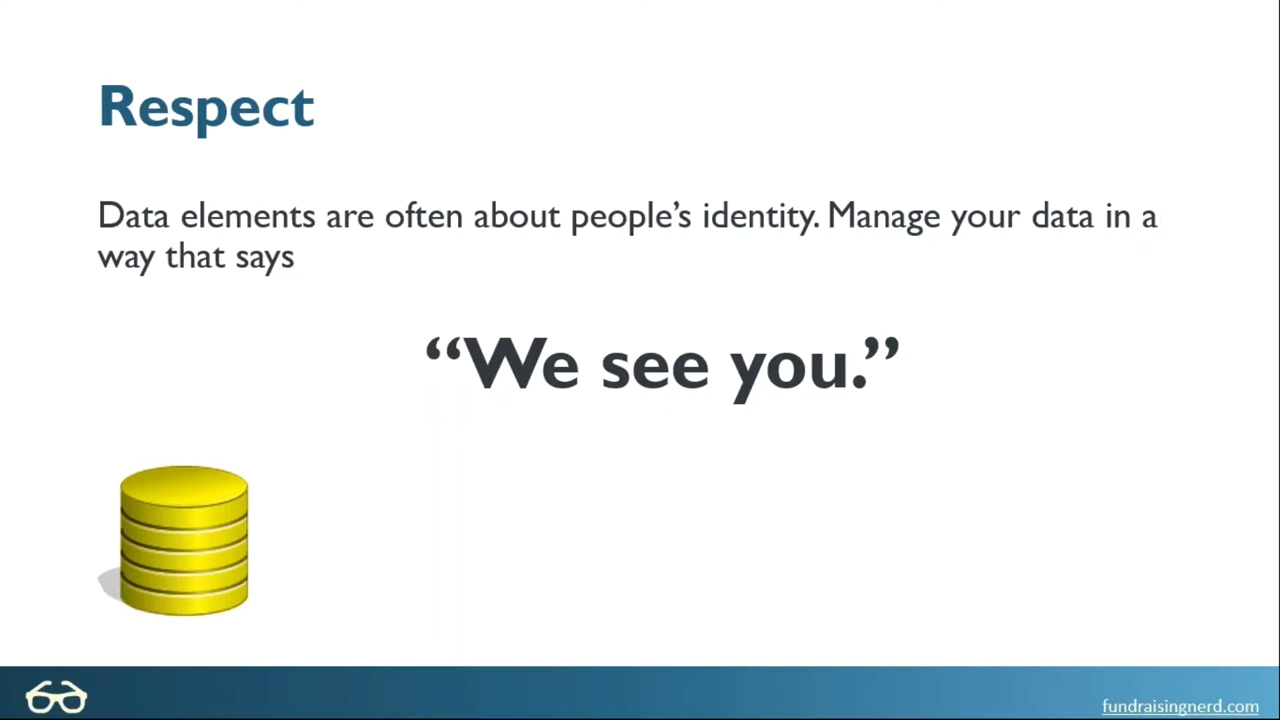 Respect
Data elements are often about people’s identity. Manage your data in a
way that says
“We see you.”
fundraisingnerd.com